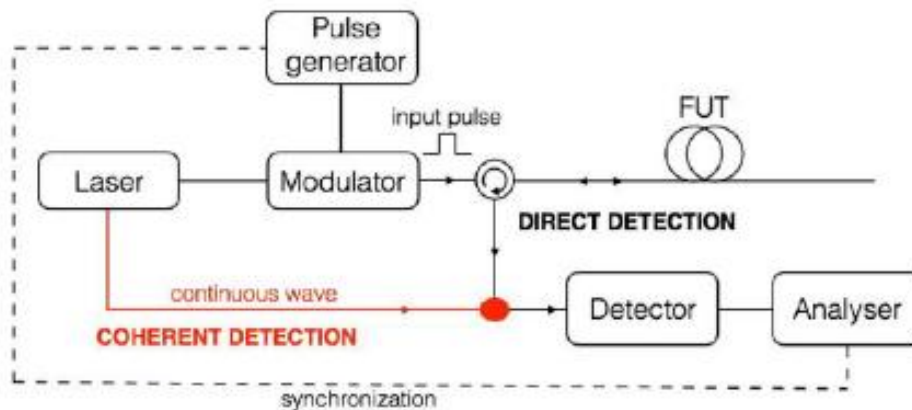 Pulse
generator
input pulse
FUT
Laser
Modulator
DIRECT DETECTION
continuous wave
COHERENT DETECTION
Detector
Analyser
synchronization